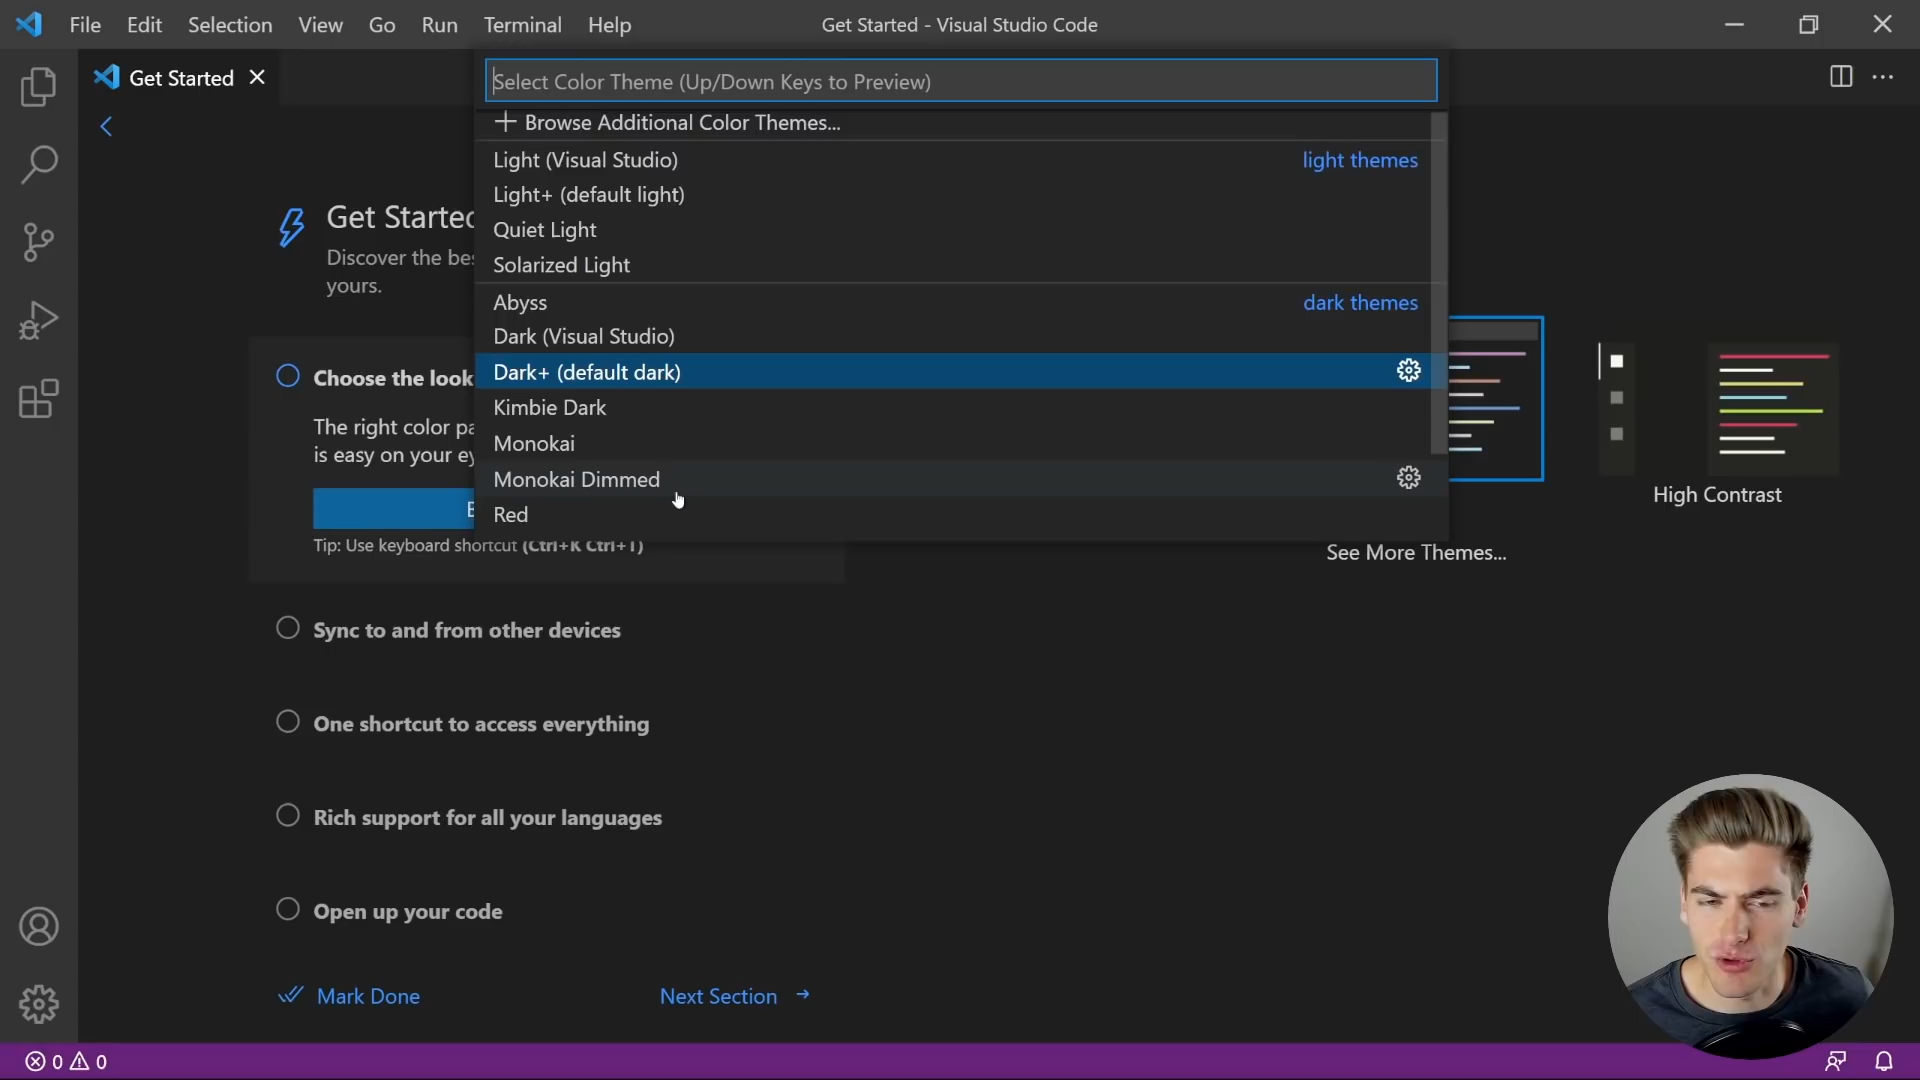 File Edit Selection View Go Run Terminal Help
Get Started - Visual Studio Code
Get Started
Select Color Theme (Up/Down Keys to Preview)
Browse Additional Color Themes...
Light (Visual Studio) light themes
Light+ (default light)
Quiet Light
Solarized Light
Abyss dark themes
Dark (Visual Studio)
Dark+ (default dark)
Kimbie Dark
Monokai
Monokai Dimmed
Red
Get Started
Discover the
yours.
Choose the look
The right color
is easy on your
Tip: Use keyboard shortcut (Ctrl+K Ctrl+T)
High Contrast
See More Themes...
Sync to and from other devices
One shortcut to access everything
Rich support for all your languages
Open up your code
Mark Done
Next Section
0 0